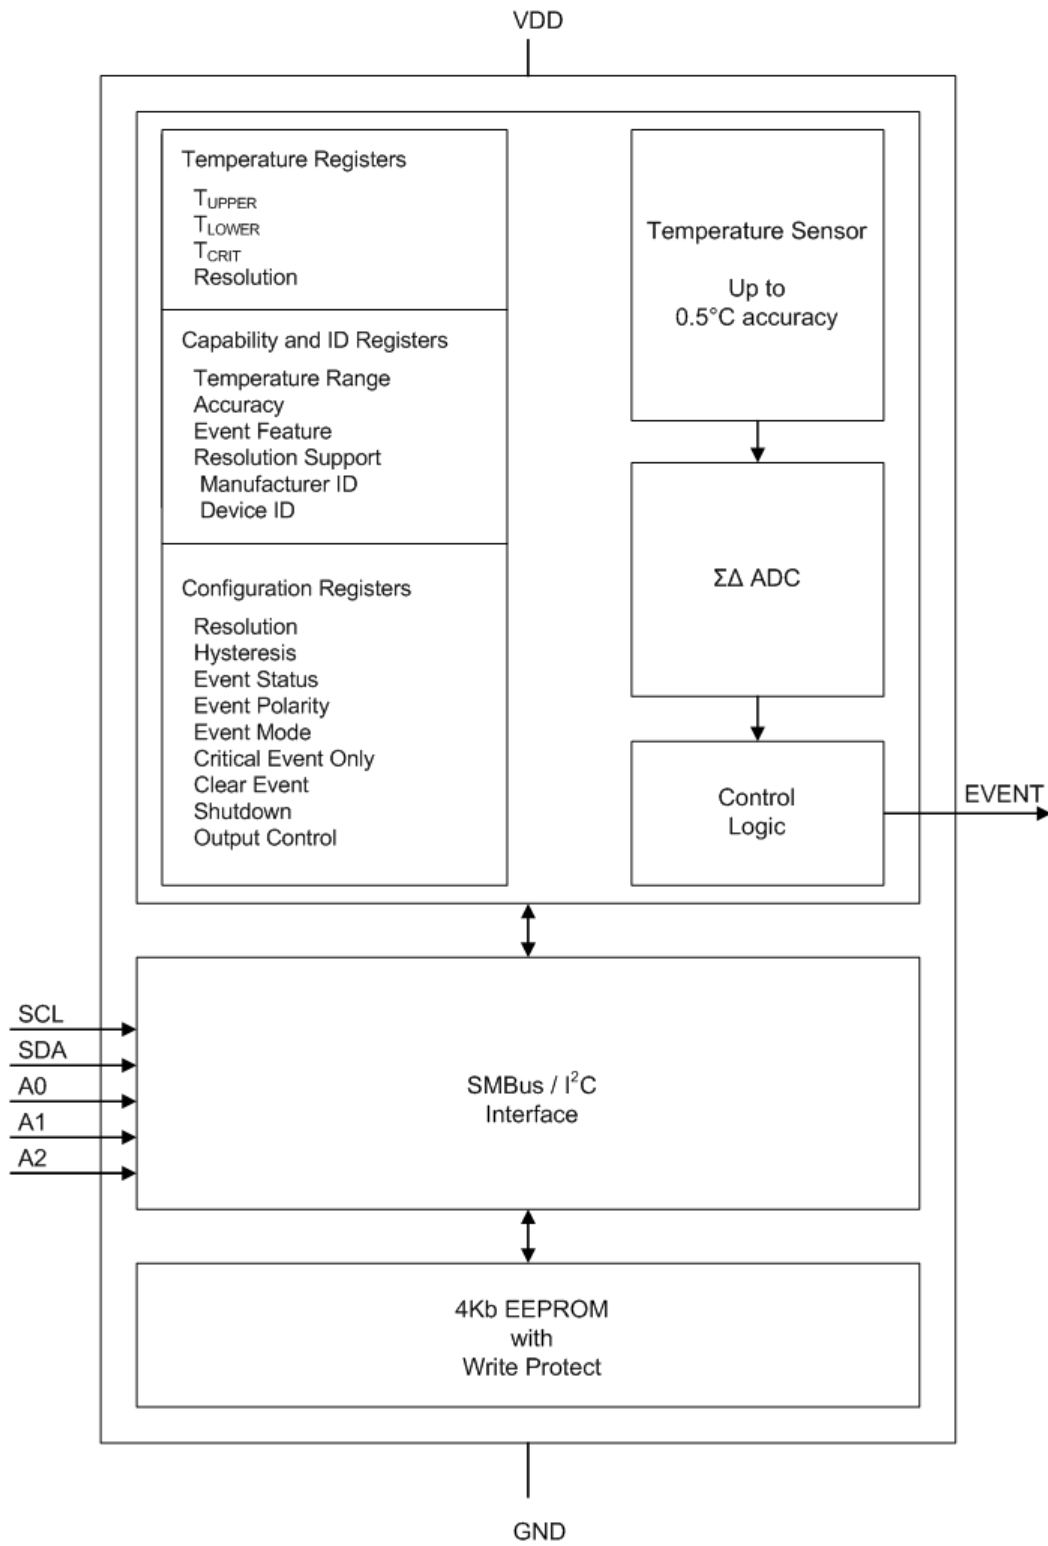 VDD
Temperature Registers
TUPPER
TLOWER
TCRIT
Resolution
Capability and ID Registers
Temperature Range
Accuracy
Event Feature
Resolution Support
Manufacturer ID
Device ID
Configuration Registers
Resolution
Hysteresis
Event Status
Event Polarity
Event Mode
Critical Event Only
Clear Event
Shutdown
Output Control
Temperature Sensor
Up to
0.5°C accuracy
ΣΔ ADC
Control
Logic
EVENT
SCL
SDA
A0
A1
A2
SMBus / I²C
Interface
4Kb EEPROM
with
Write Protect
GND